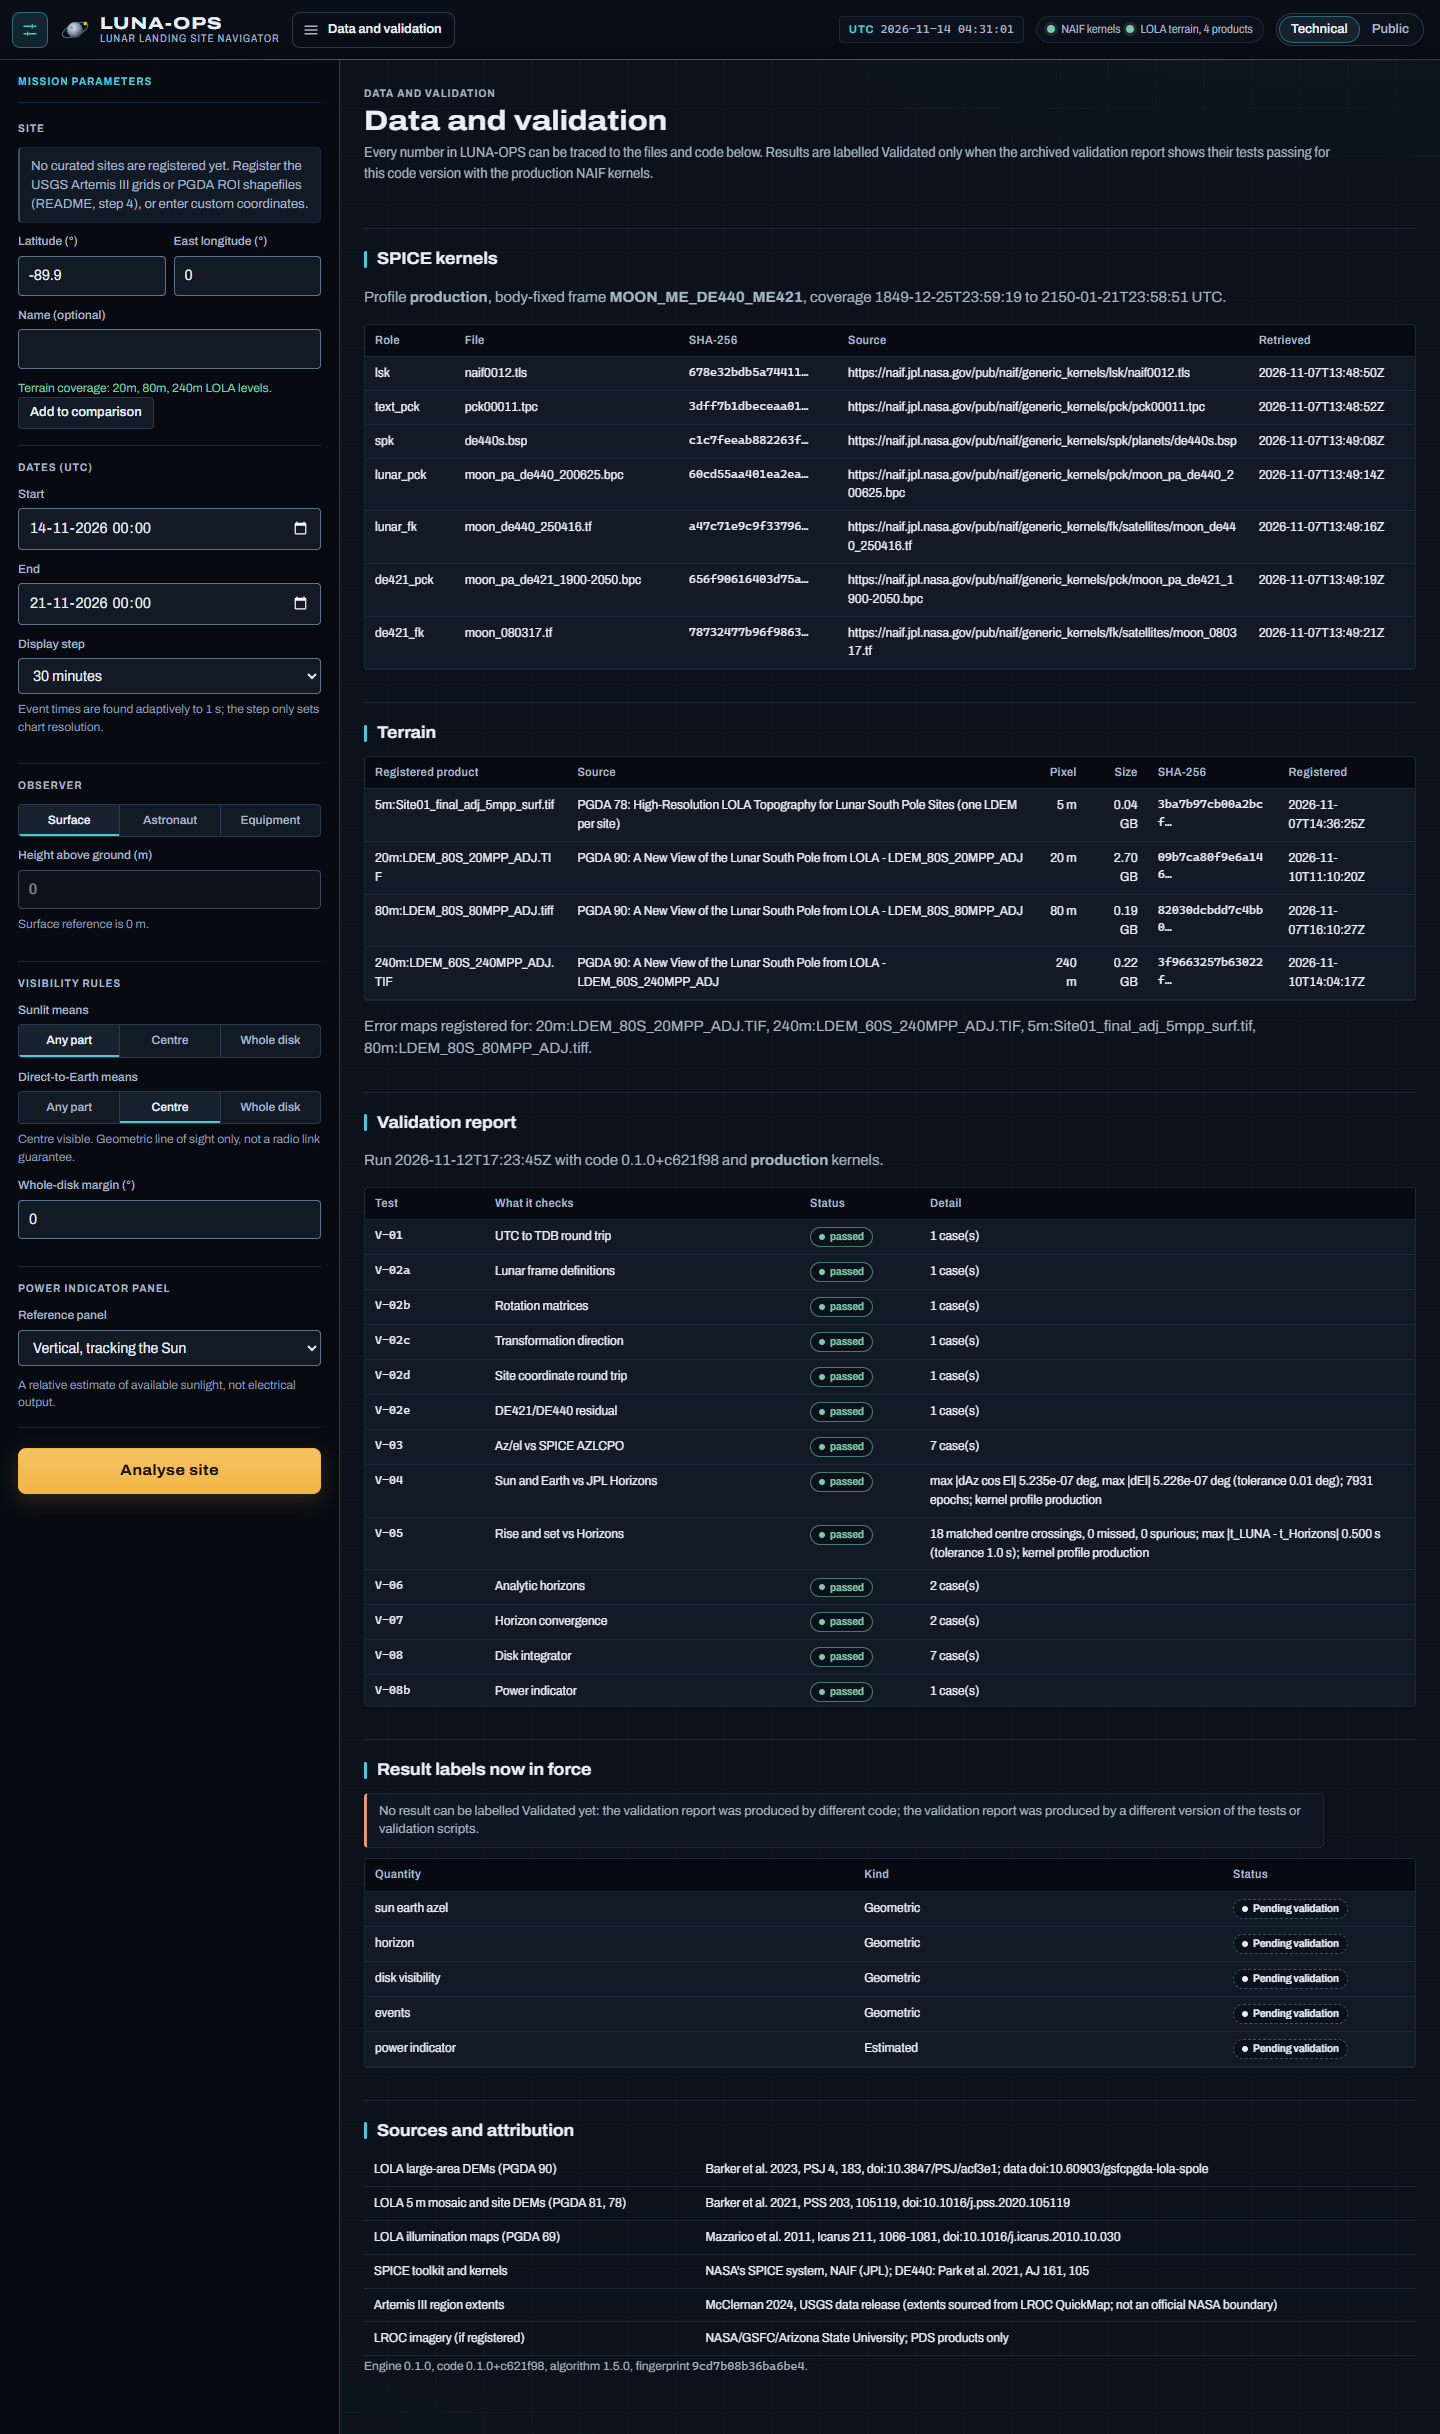 LUNA-OPS
LUNAR LANDING SITE NAVIGATOR
Data and validation
UTC 2026-11-14 04:31:01
NAIF kernels
LOLA terrain, 4 products
Technical
Public
MISSION PARAMETERS
SITE
No curated sites are registered yet. Register the
USGS Artemis III grids or PGDA ROI shapefiles
(README, step 4), or enter custom coordinates.
Latitude (°)
East longitude (°)
-89.9
0
Name (optional)
Terrain coverage: 20m, 80m, 240m LOLA levels.
Add to comparison
DATES (UTC)
Start
14-11-2026 00:00
End
21-11-2026 00:00
Display step
30 minutes
Event times are found adaptively to 1 s; the step only sets
chart resolution.
OBSERVER
Surface
Astronaut
Equipment
Height above ground (m)
0
Surface reference is 0 m.
VISIBILITY RULES
Sunlit means
Any part
Centre
Whole disk
Direct-to-Earth means
Any part
Centre
Whole disk
Centre visible. Geometric line of sight only, not a radio link
guarantee.
Whole-disk margin (°)
0
POWER INDICATOR PANEL
Reference panel
Vertical, tracking the Sun
A relative estimate of available sunlight, not electrical
output.
Analyse site
DATA AND VALIDATION
Data and validation
Every number in LUNA-OPS can be traced to the files and code below. Results are labelled Validated only when the archived validation report shows their tests passing for
this code version with the production NAIF kernels.
SPICE kernels
Profile production, body-fixed frame MOON_ME_DE440_ME421, coverage 1849-12-25T23:59:19 to 2150-01-21T23:58:51 UTC.
Role File SHA-256 Source Retrieved
lsk naif0012.tls 678e32bdb5a74411… https://naif.jpl.nasa.gov/pub/naif/generic_kernels/lsk/naif0012.tls 2026-11-07T13:48:50Z
text_pck pck00011.tpc 3dff7b1dbeceaa01… https://naif.jpl.nasa.gov/pub/naif/generic_kernels/pck/pck00011.tpc 2026-11-07T13:48:52Z
spk de440s.bsp c1c7feeab882263f… https://naif.jpl.nasa.gov/pub/naif/generic_kernels/spk/planets/de440s.bsp 2026-11-07T13:49:08Z
lunar_pck moon_pa_de440_200625.bpc 60cd55aa401ea2ea… https://naif.jpl.nasa.gov/pub/naif/generic_kernels/pck/moon_pa_de440_2 2026-11-07T13:49:14Z
00625.bpc
lunar_fk moon_de440_250416.tf a47c71e9c9f33796… https://naif.jpl.nasa.gov/pub/naif/generic_kernels/fk/satellites/moon_de44 2026-11-07T13:49:16Z
0_250416.tf
de421_pck moon_pa_de421_1900-2050.bpc 656f90616403d75a… https://naif.jpl.nasa.gov/pub/naif/generic_kernels/pck/moon_pa_de421_1 2026-11-07T13:49:19Z
900-2050.bpc
de421_fk moon_080317.tf 78732477b96f9863… https://naif.jpl.nasa.gov/pub/naif/generic_kernels/fk/satellites/moon_0803 2026-11-07T13:49:21Z
17.tf
Terrain
Registered product Source Pixel Size SHA-256 Registered
5m:Site01_final_adj_5mpp_surf.tif PGDA 78: High-Resolution LOLA Topography for Lunar South Pole Sites (one LDEM 5 m 0.04 3ba7b97cb00a2bc 2026-11-
per site) GB f… 07T14:36:25Z
20m:LDEM_80S_20MPP_ADJ.TI PGDA 90: A New View of the Lunar South Pole from LOLA - LDEM_80S_20MPP_ADJ 20 m 2.70 09b7ca80f9e6a14 2026-11-
F GB 6… 10T11:10:20Z
80m:LDEM_80S_80MPP_ADJ.tiff PGDA 90: A New View of the Lunar South Pole from LOLA - LDEM_80S_80MPP_ADJ 80 m 0.19 82030dcbdd7c4bb 2026-11-
GB 0… 07T16:10:27Z
240m:LDEM_60S_240MPP_ADJ. PGDA 90: A New View of the Lunar South Pole from LOLA - 240 0.22 3f9663257b63022 2026-11-
TIF LDEM_60S_240MPP_ADJ m GB f… 10T14:04:17Z
Error maps registered for: 20m:LDEM_80S_20MPP_ADJ.TIF, 240m:LDEM_60S_240MPP_ADJ.TIF, 5m:Site01_final_adj_5mpp_surf.tif,
80m:LDEM_80S_80MPP_ADJ.tiff.
Validation report
Run 2026-11-12T17:23:45Z with code 0.1.0+c621f98 and production kernels.
Test What it checks Status Detail
V-01 UTC to TDB round trip passed 1 case(s)
V-02a Lunar frame definitions passed 1 case(s)
V-02b Rotation matrices passed 1 case(s)
V-02c Transformation direction passed 1 case(s)
V-02d Site coordinate round trip passed 1 case(s)
V-02e DE421/DE440 residual passed 1 case(s)
V-03 Az/el vs SPICE AZLCPO passed 7 case(s)
V-04 Sun and Earth vs JPL Horizons passed max |dAz cos El| 5.235e-07 deg, max |dEl| 5.226e-07 deg (tolerance 0.01 deg); 7931
epochs; kernel profile production
V-05 Rise and set vs Horizons passed 18 matched centre crossings, 0 missed, 0 spurious; max |t_LUNA - t_Horizons| 0.500 s
(tolerance 1.0 s); kernel profile production
V-06 Analytic horizons passed 2 case(s)
V-07 Horizon convergence passed 2 case(s)
V-08 Disk integrator passed 7 case(s)
V-08b Power indicator passed 1 case(s)
Result labels now in force
No result can be labelled Validated yet: the validation report was produced by different code; the validation report was produced by a different version of the tests or
validation scripts.
Quantity Kind Status
sun earth azel Geometric Pending validation
horizon Geometric Pending validation
disk visibility Geometric Pending validation
events Geometric Pending validation
power indicator Estimated Pending validation
Sources and attribution
LOLA large-area DEMs (PGDA 90) Barker et al. 2023, PSJ 4, 183, doi:10.3847/PSJ/acf3e1; data doi:10.60903/gsfcpgda-lola-spole
LOLA 5 m mosaic and site DEMs (PGDA 81, 78) Barker et al. 2021, PSS 203, 105119, doi:10.1016/j.pss.2020.105119
LOLA illumination maps (PGDA 69) Mazarico et al. 2011, Icarus 211, 1066-1081, doi:10.1016/j.icarus.2010.10.030
SPICE toolkit and kernels NASA's SPICE system, NAIF (JPL); DE440: Park et al. 2021, AJ 161, 105
Artemis III region extents McClernan 2024, USGS data release (extents sourced from LROC QuickMap; not an official NASA boundary)
LROC imagery (if registered) NASA/GSFC/Arizona State University; PDS products only
Engine 0.1.0, code 0.1.0+c621f98, algorithm 1.5.0, fingerprint 9cd7b08b36ba6be4.